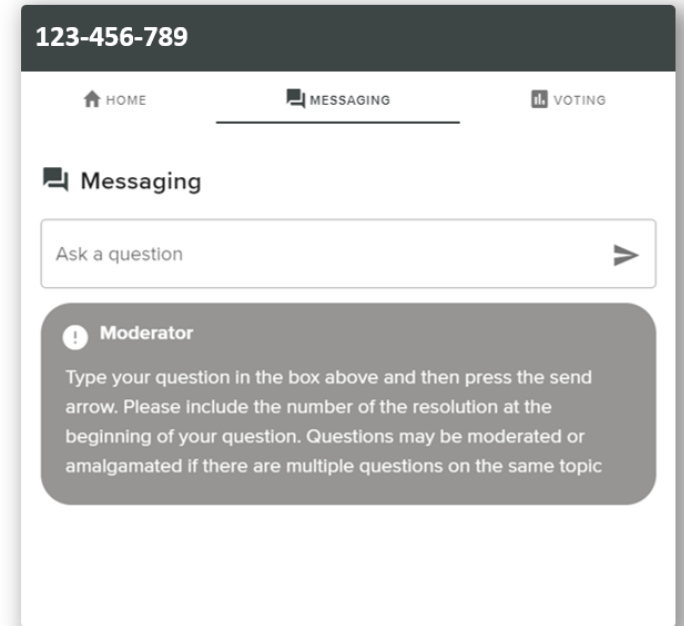 123-456-789
HOME MESSAGING VOTING
Messaging
Ask a question
Moderator
Type your question in the box above and then press the send
arrow. Please include the number of the resolution at the
beginning of your question. Questions may be moderated or
amalgamated if there are multiple questions on the same topic